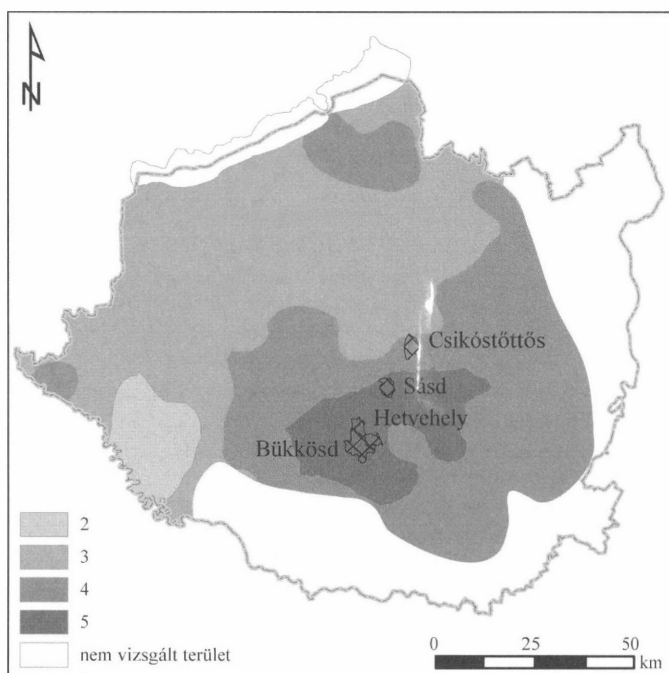 N
Csikóstőttős
Sásd
Hetvehely
Bükkösd
2
3
4
5
nem vizsgált terület
0 25 50
km